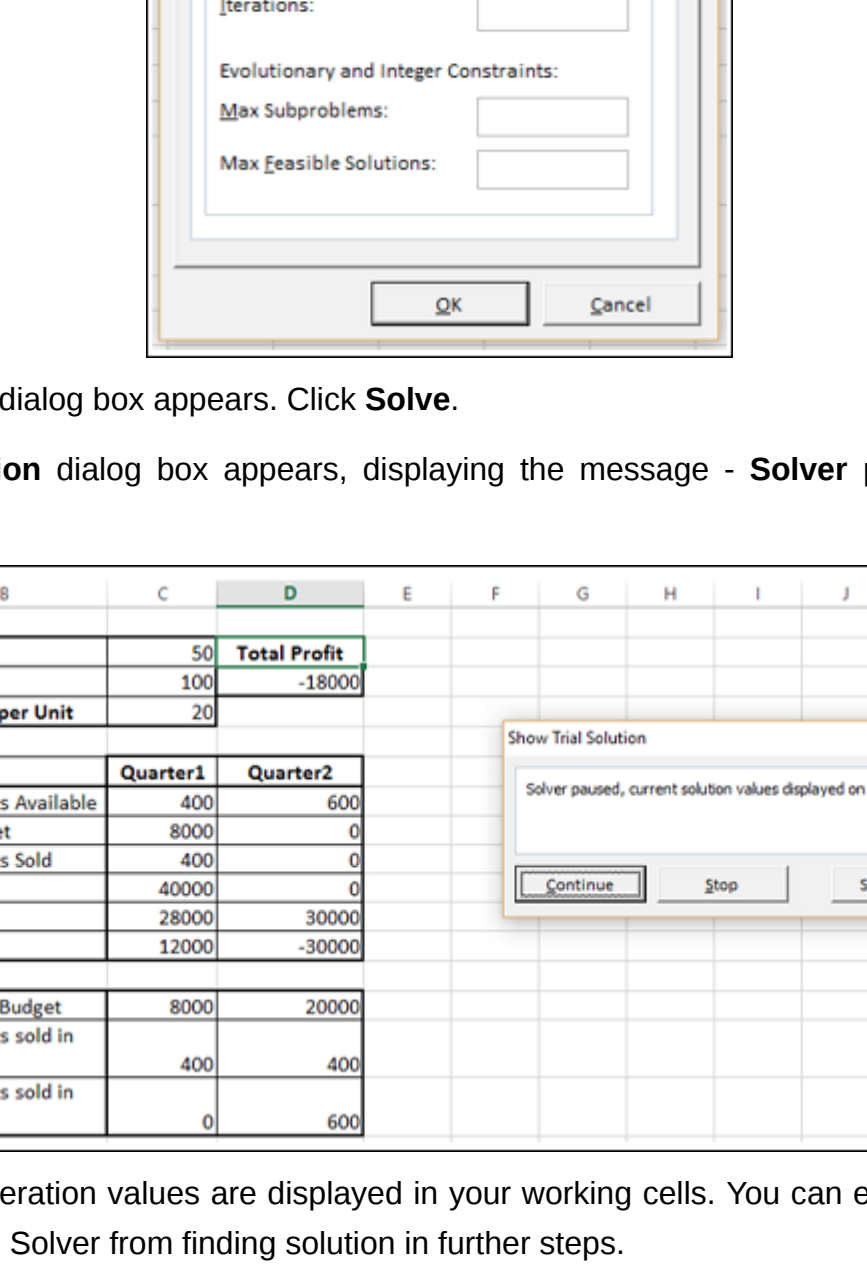 Iterations:
Evolutionary and Integer Constraints:
Max Subproblems:
Max Feasible Solutions:
OK Cancel
dialog box appears. Click Solve.
ion dialog box appears, displaying the message - Solver p
B C D E F G H I J
50 Total Profit
100 -18000
per Unit 20
Show Trial Solution
Quarter1 Quarter2
Solver paused, current solution values displayed on
s Available 400 600
et 8000 0
s Sold 400 0
40000 0
Continue Stop S
28000 30000
12000 -30000
Budget 8000 20000
s sold in
400 400
s sold in
0 600
eration values are displayed in your working cells. You can e
Solver from finding solution in further steps.